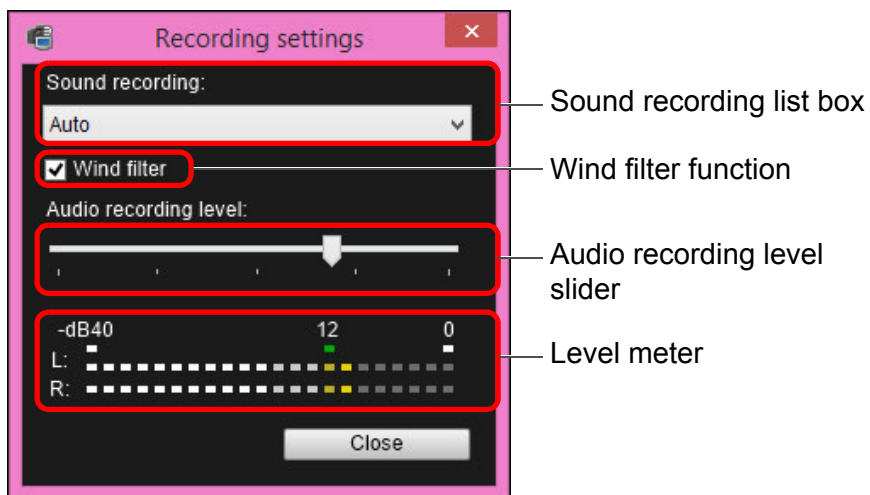 Recording settings
Sound recording:
Auto
Sound recording list box
Wind filter
Wind filter function
Audio recording level:
Audio recording level
slider
-dB40 12 0
L:
R:
Level meter
Close